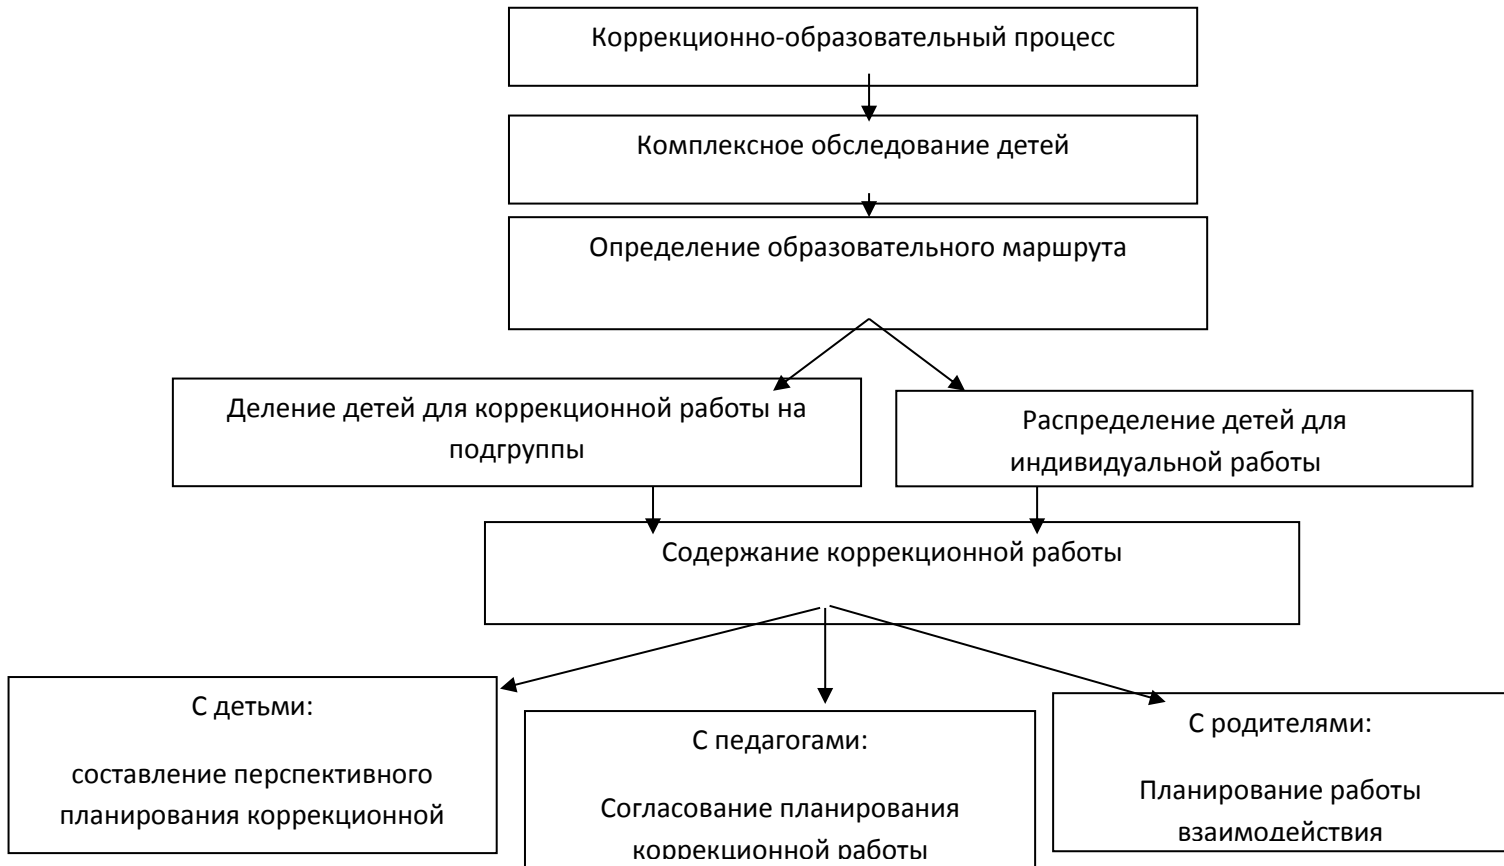 Коррекционно-образовательный процесс
Комплексное обследование детей
Определение образовательного маршрута
Деление детей для коррекционной работы на
подгруппы
Распределение детей для
индивидуальной работы
Содержание коррекционной работы
С детьми:
составление перспективного
планирования коррекционной
С педагогами:
Согласование планирования
коррекционной работы
С родителями:
Планирование работы
взаимодействия